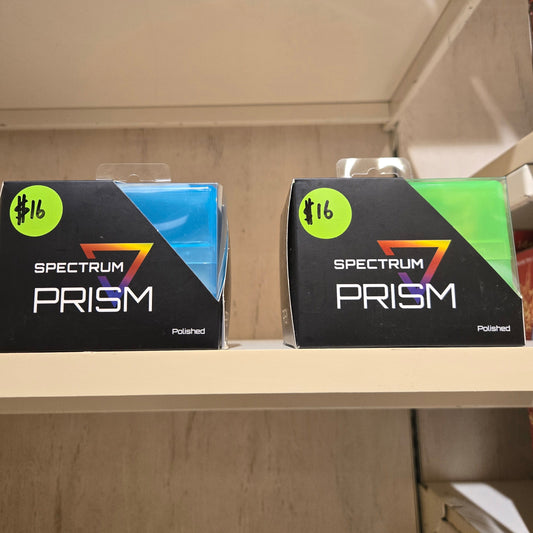 $16
SPECTRUM
PRISM
Polished
$16
SPECTRUM
PRISM
Polished